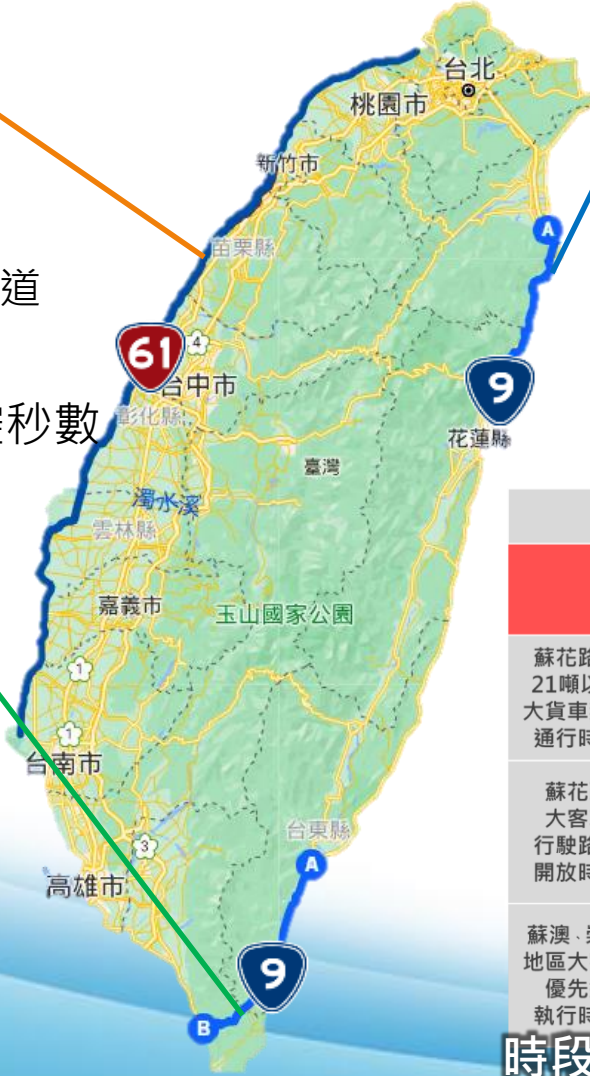 台北
桃園市
新竹市
A
苗栗縣
道
61
4
台中市
9
彰化縣
秒數
花蓮縣
臺灣
濁水溪
雲林縣
嘉義市
玉山國家公園
1
1
台南市
台東縣
3
A
高雄市
9
B
蘇花路
21噸以
大貨車
通行時
蘇花
大客
行駛路
開放時
蘇澳、
地區大
優先
執行時
時段